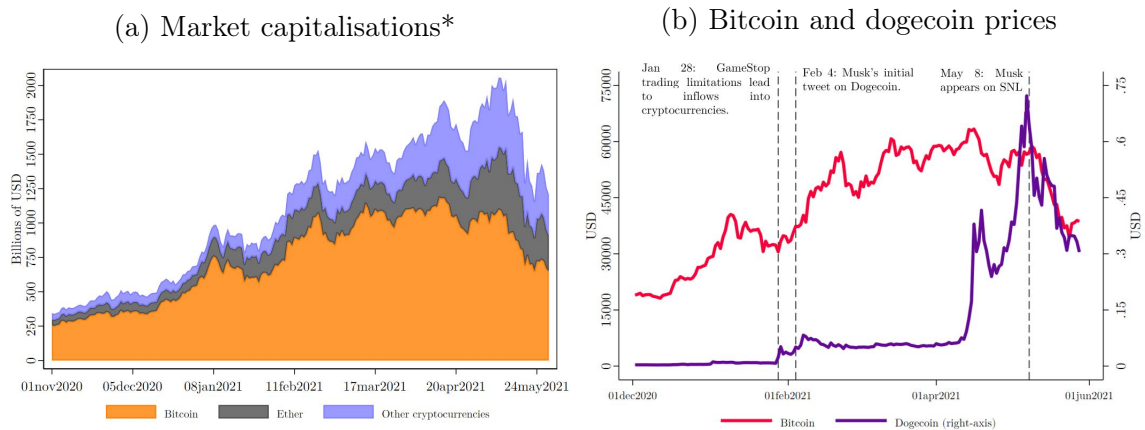 (a) Market capitalisations*
Billions of USD
2000
1750
1500
1250
1000
750
500
250
0
01nov2020 05dec2020 08jan2021 11feb2021 17mar2021 20apr2021 24may2021
Bitcoin Ether Other cryptocurrencies
(b) Bitcoin and dogecoin prices
Jan 28: GameStop
trading limitations lead
to inflows into
cryptocurrencies.
Feb 4: Musk's initial
tweet on Dogecoin.
May 8: Musk
appears on SNL
USD
75000
60000
45000
30000
15000
0
.75
.6
.45
.3
.15
0
USD
01dec2020 01feb2021 01apr2021 01jun2021
Bitcoin Dogecoin (right-axis)